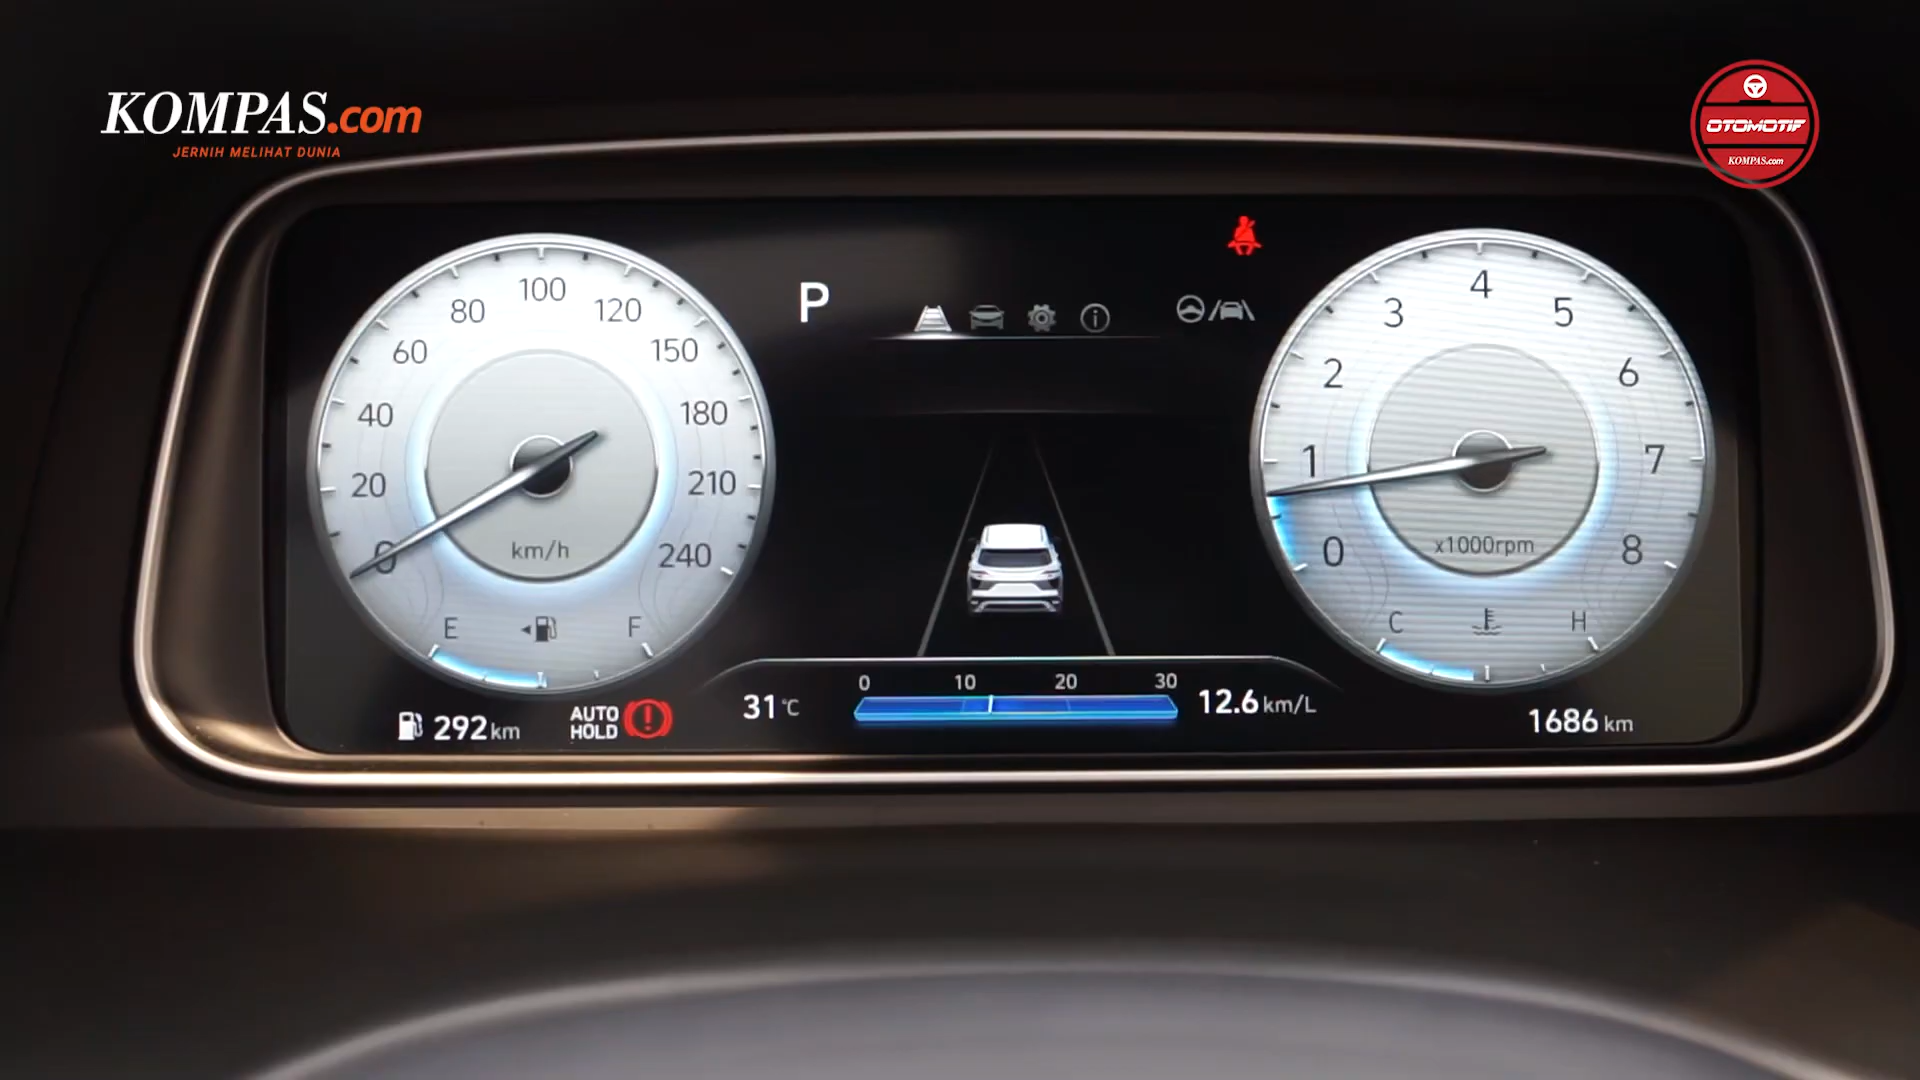 KOMPAS.com
JERNIH MELIHAT DUNIA
OTOMOTIF
KOMPAS.com
0
20
40
60
80
100
120
150
180
210
240
km/h
E
F
292 km
AUTO
HOLD
P
31 °C
0 10 20 30
12.6 km/L
0
1
2
3
4
5
6
7
8
x1000rpm
C
H
1686 km